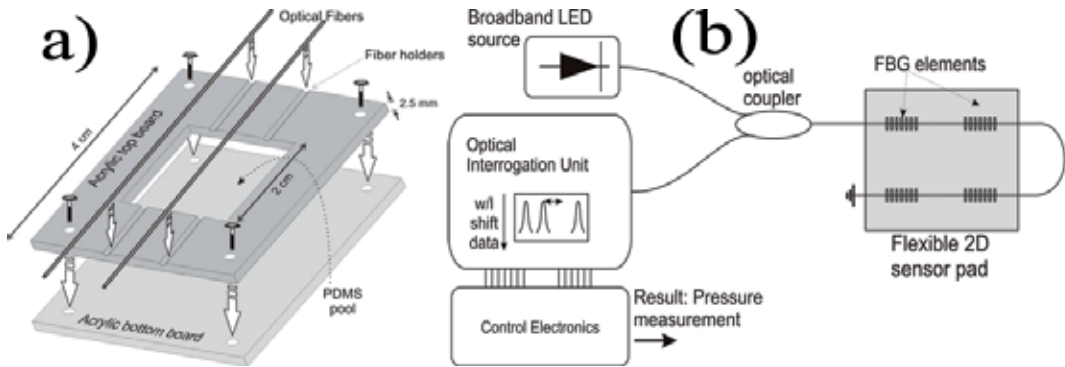 a)
Optical Fibers
Fiber holders
2.5 mm
4 cm
Acrylic top board
2 cm
PDMS
pool
Acrylic bottom board
(b)
Broadband LED
source
optical
coupler
FBG elements
Optical
Interrogation Unit
w/l
shift
data
Flexible 2D
sensor pad
Control Electronics
Result: Pressure
measurement